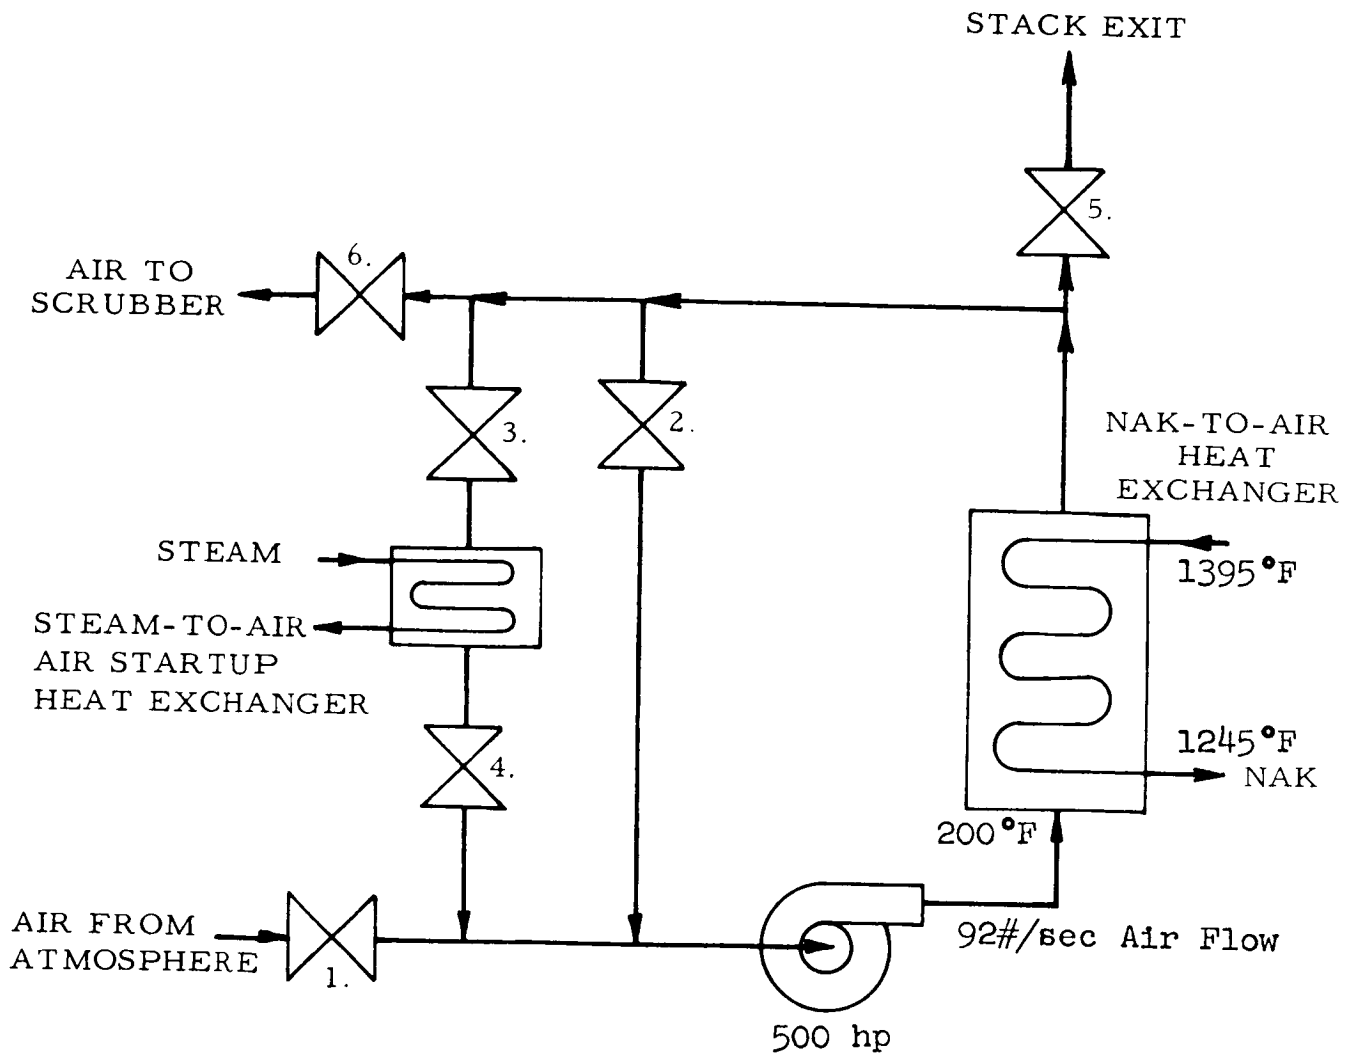 STACK EXIT
5.
6.
AIR TO
SCRUBBER
3.
2.
NAK-TO-AIR
HEAT
EXCHANGER
STEAM
1395°F
STEAM-TO-AIR
AIR STARTUP
HEAT EXCHANGER
4.
1245°F
NAK
200°F
AIR FROM
ATMOSPHERE
1.
92#/sec Air Flow
500 hp